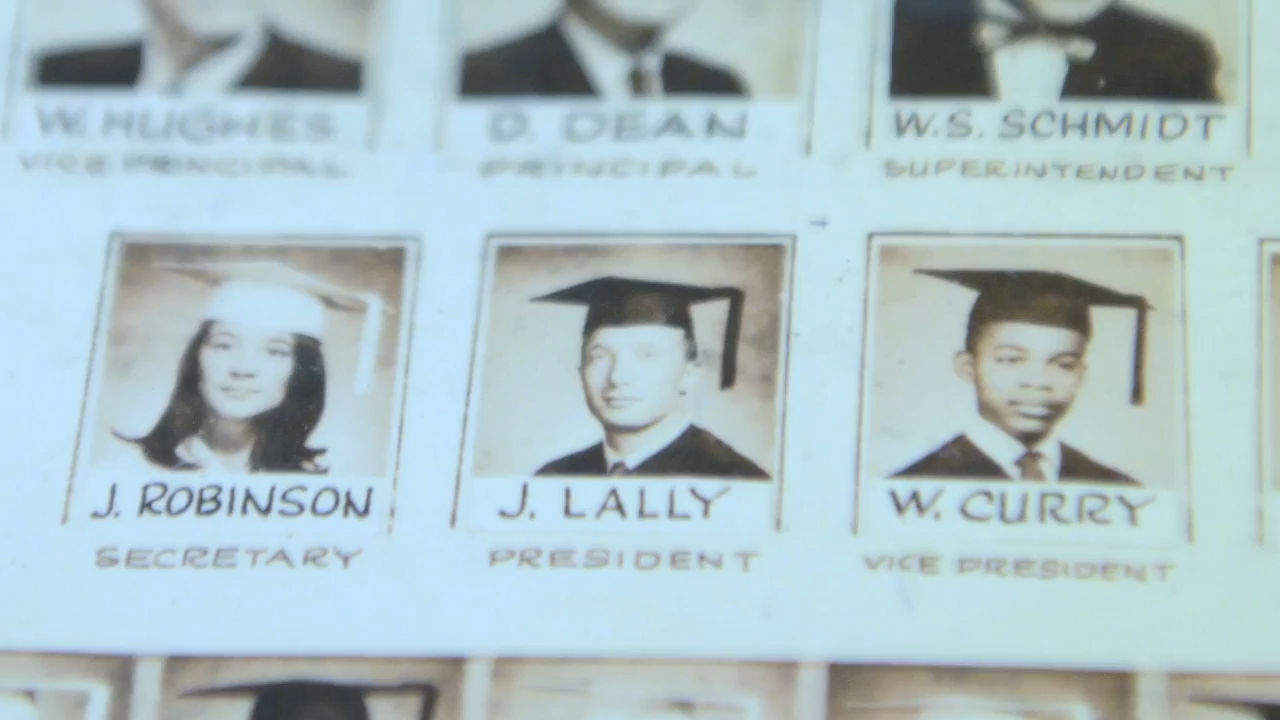 W. HUGHES
VICE PRINCIPAL
D. DEAN
PRINCIPAL
W.S. SCHMIDT
SUPERINTENDENT
J. ROBINSON
SECRETARY
J. LALLY
PRESIDENT
W. CURRY
VICE PRESIDENT